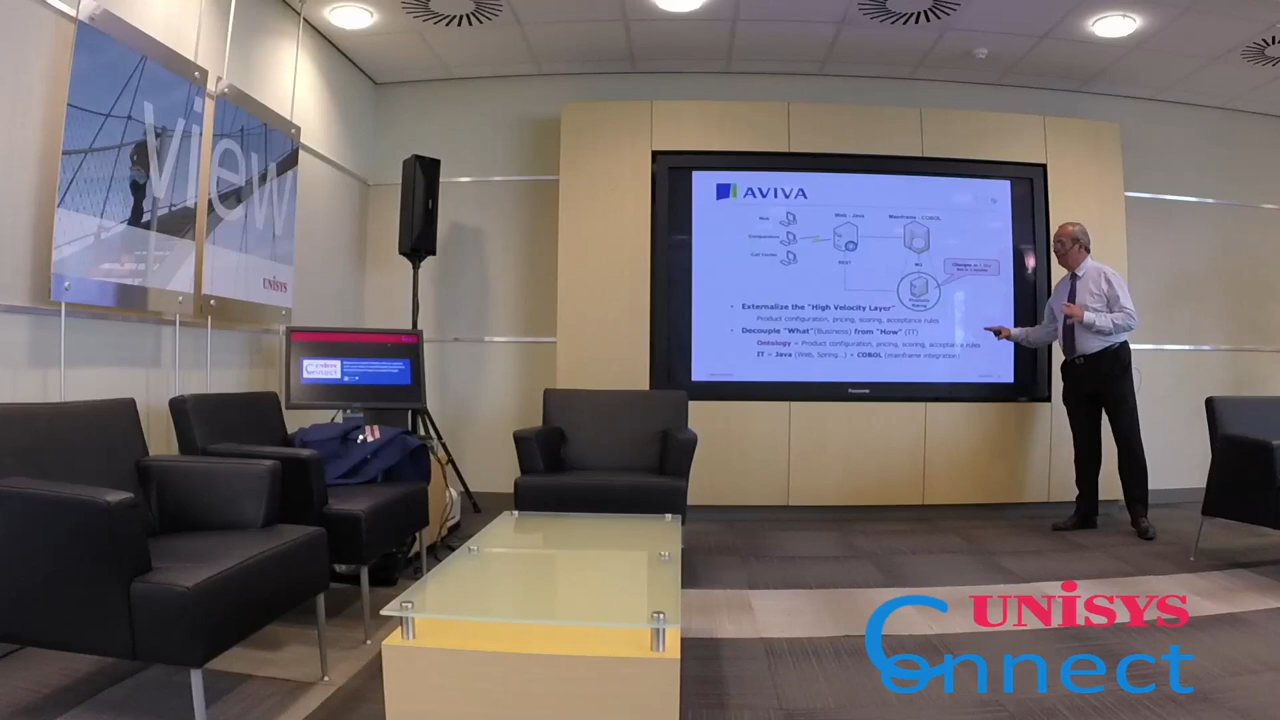 view
UNISYS
UNISYS
onnect
AVIVA
Web
Web - Java
Mainframe - COBOL
Comparators
Call Center
REST
MQ
• Externalize the "High Velocity Layer"
Product configuration, pricing, scoring, acceptance rules
• Decouple "What"(Business) from "How" (IT)
Ontology = Product configuration, pricing, scoring, acceptance rules
IT = Java (Web, Spring...) + COBOL (mainframe integration)
Panasonic
UNiSYS
Connect